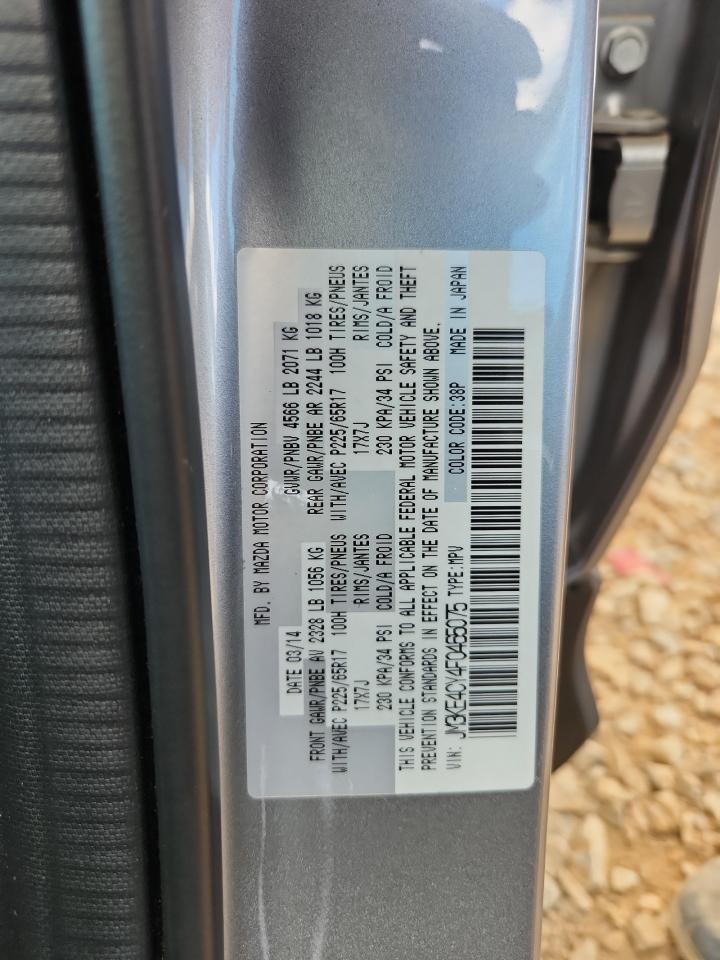 MFD. BY MAZDA MOTOR CORPORATION
DATE 03/14 GVWR/PNBV 4566 LB 2071 KG
FRONT GAWR/PNBE AV 2328 LB 1056 KG REAR GAWR/PNBE AR 2244 LB 1018 KG
WITH/AVEC P225/65R17 100H TIRES/PNEUS WITH/AVEC P225/65R17 100H TIRES/PNEUS
17X7J RIMS/JANTES 17X7J RIMS/JANTES
230 KPA/34 PSI COLD/A FROID 230 KPA/34 PSI COLD/A FROID
THIS VEHICLE CONFORMS TO ALL APPLICABLE FEDERAL MOTOR VEHICLE SAFETY AND THEFT
PREVENTION STANDARDS IN EFFECT ON THE DATE OF MANUFACTURE SHOWN ABOVE.
VIN: JM3KE4CY4F0465075 TYPE:MPV COLOR CODE:38P MADE IN JAPAN